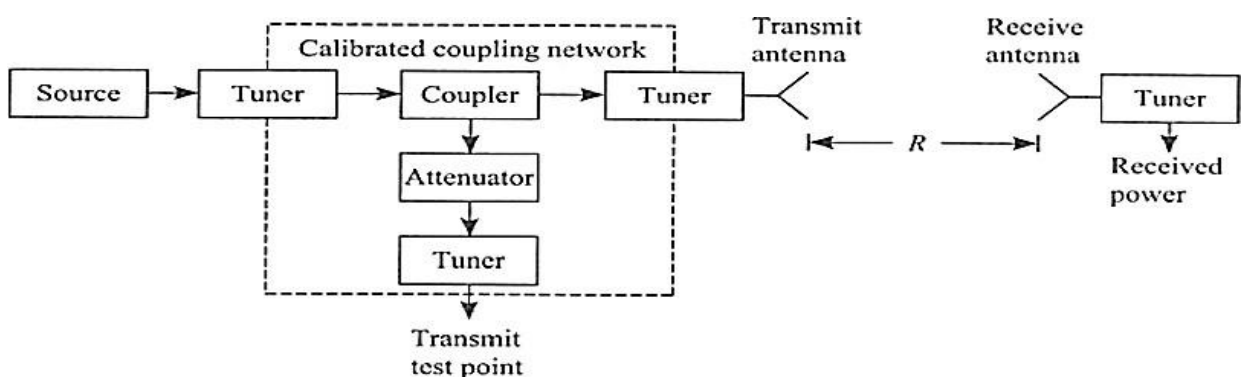 Calibrated coupling network
Transmit
antenna
Receive
antenna
Source
Tuner
Coupler
Tuner
Tuner
R
Attenuator
Received
power
Tuner
Transmit
test point